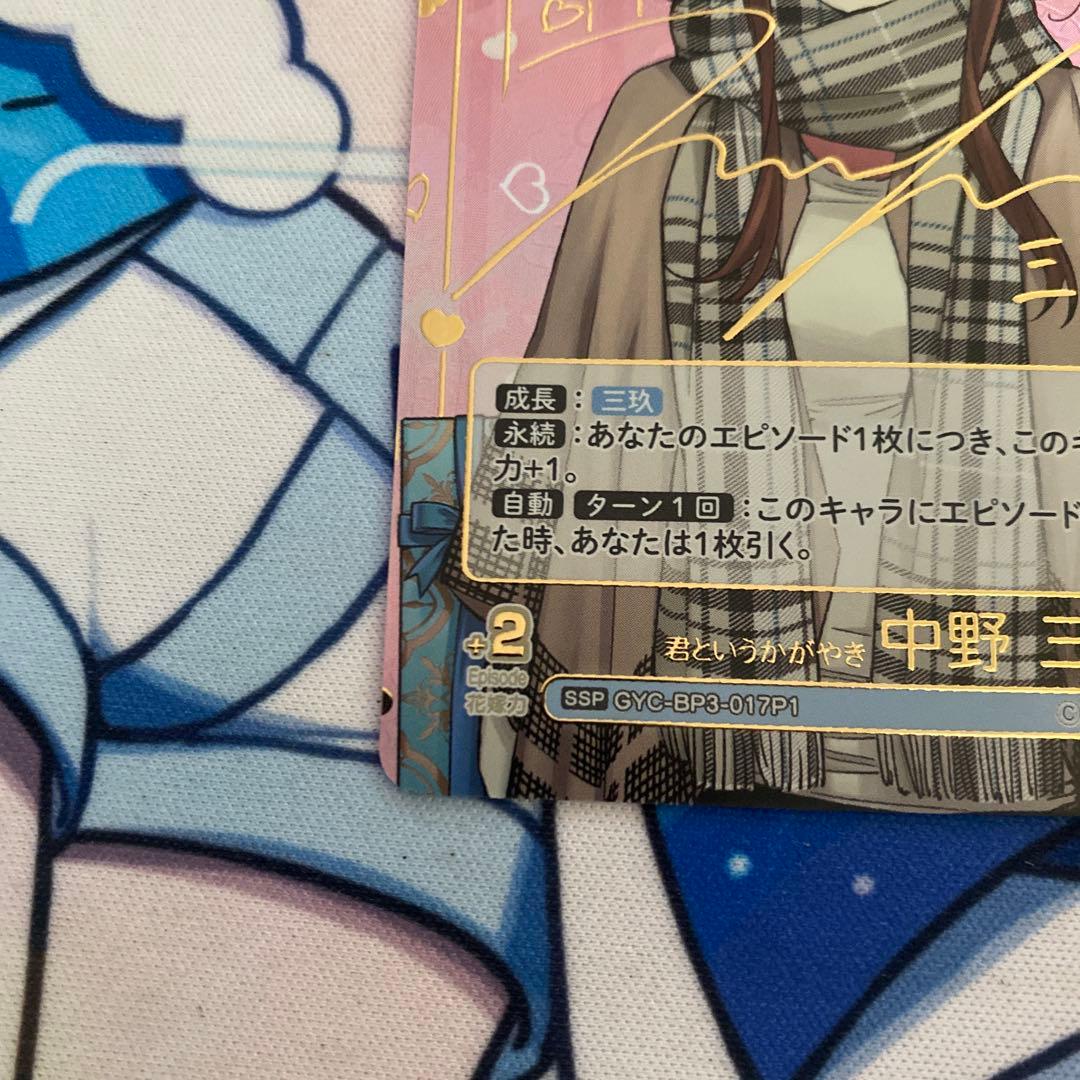 成長：三玖
永続：あなたのエピソード1枚につき、このキ
力+1。
自動 ターン1回：このキャラにエピソード
た時、あなたは1枚引く。
+2
Episode
花嫁力
君というかがやき 中野 三
SSP GYC-BP3-017P1
©